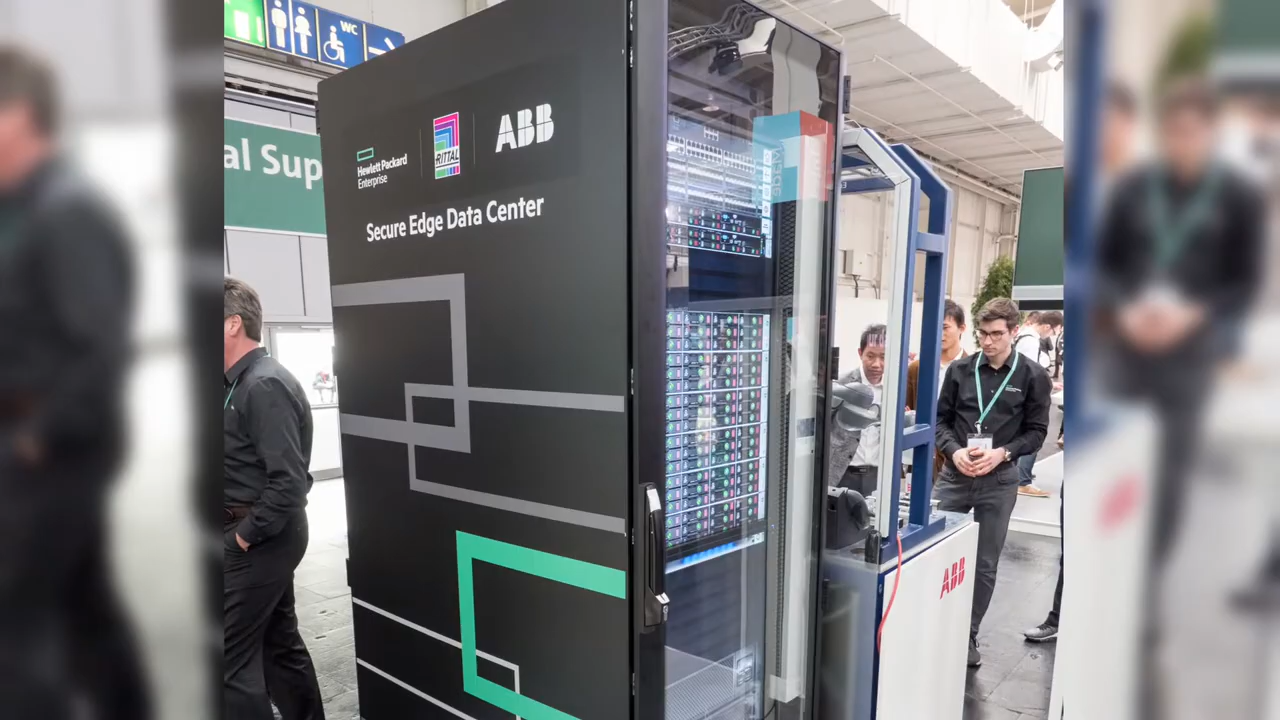 WC
al Sup
Hewlett Packard
Enterprise
RITTAL
ABB
Secure Edge Data Center
ABB